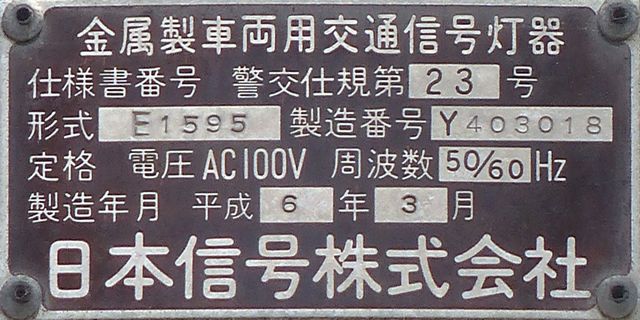 金属製車両用交通信号灯器
仕様書番号 警交仕規第 23 号
形式 E1595 製造番号 Y403018
定格 電圧 AC100V 周波数 50/60 Hz
製造年月 平成 6 年 3 月
日本信号株式会社